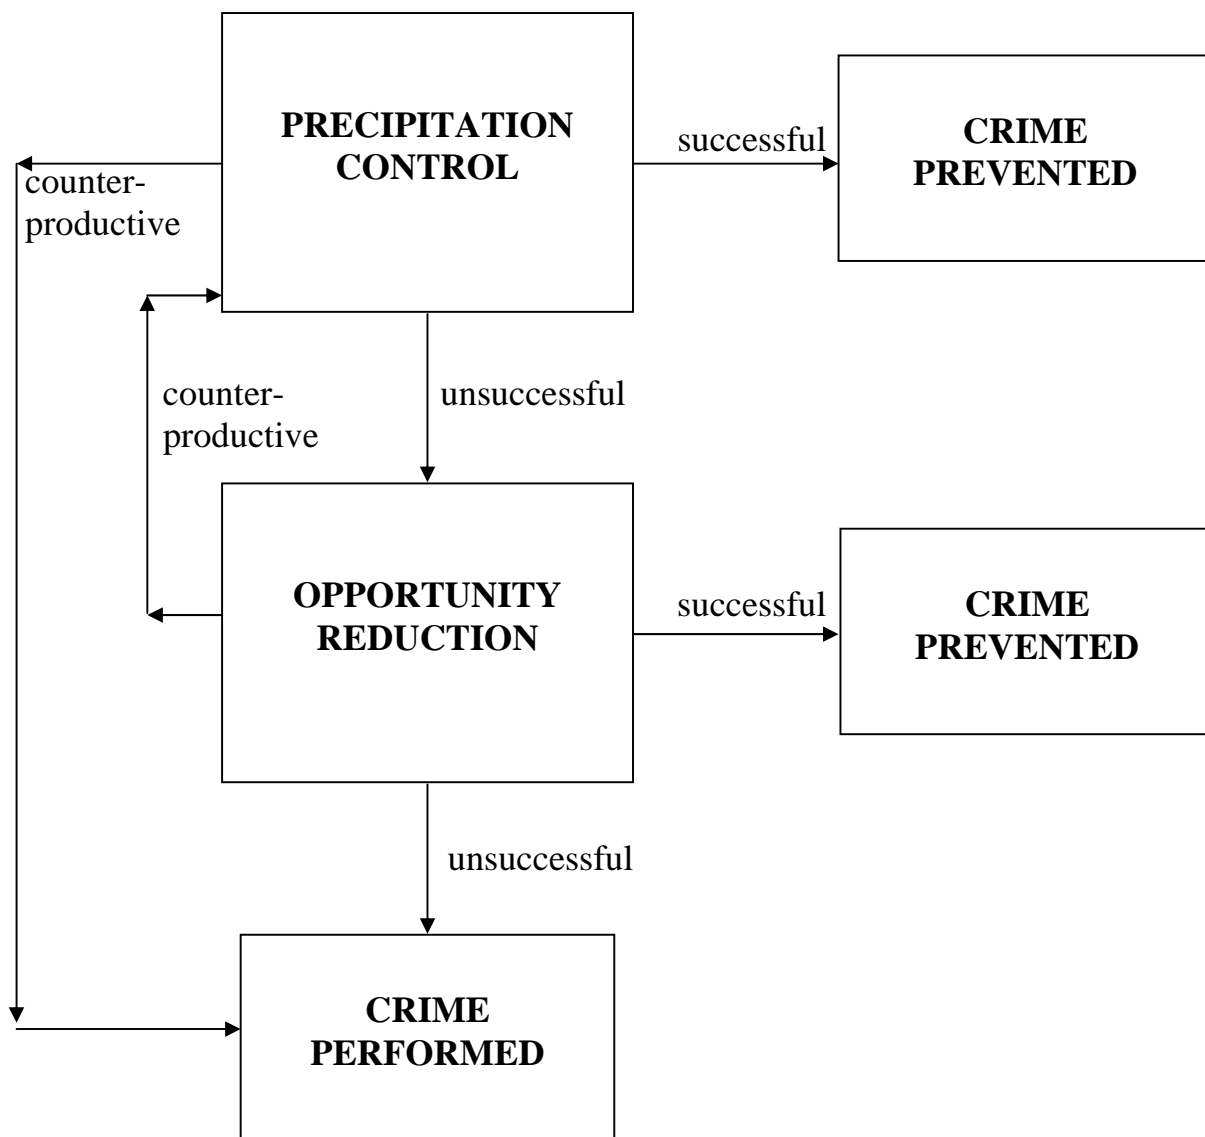 PRECIPITATION
CONTROL
successful
CRIME
PREVENTED
counter-
productive
counter-
productive
unsuccessful
OPPORTUNITY
REDUCTION
successful
CRIME
PREVENTED
unsuccessful
CRIME
PERFORMED